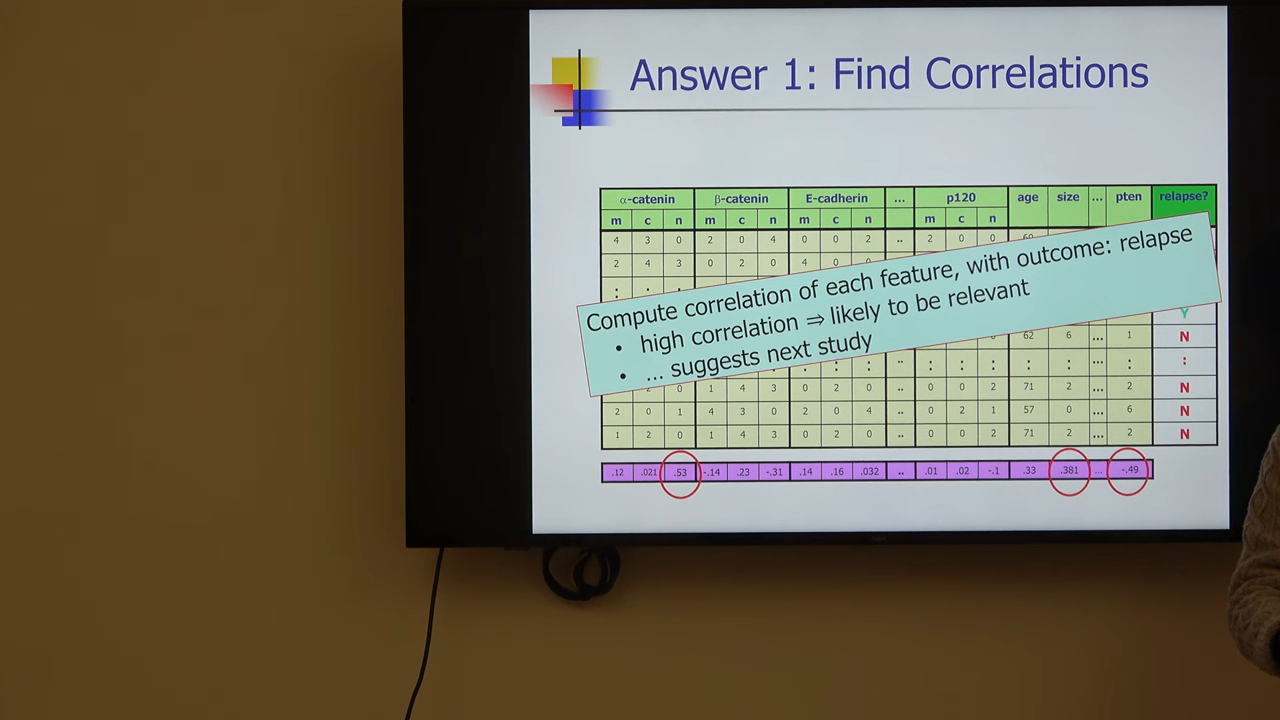 Answer 1: Find Correlations
α-catenin β-catenin E-cadherin ... p120 age size ... pten relapse?
m c n m c n m c n m c n
4 3 0 2 0 4 0 0 2 .. 2 0 0
2 4 3 0 2 0 4
: : :
Compute correlation of each feature, with outcome: relapse
• high correlation ⇒ likely to be relevant
• ... suggests next study
Y
62 6 ... 1 N
: : : : : : : ... : :
0 1 4 3 0 2 0 .. 0 0 2 71 2 ... 2 N
2 0 1 4 3 0 2 0 4 .. 0 2 1 57 0 ... 6 N
1 2 0 1 4 3 0 2 0 .. 0 0 2 71 2 ... 2 N
.12 .021 .53 -.14 .23 -.31 .14 .16 .032 .. .01 .02 -.1 .33 .381 ... -.49